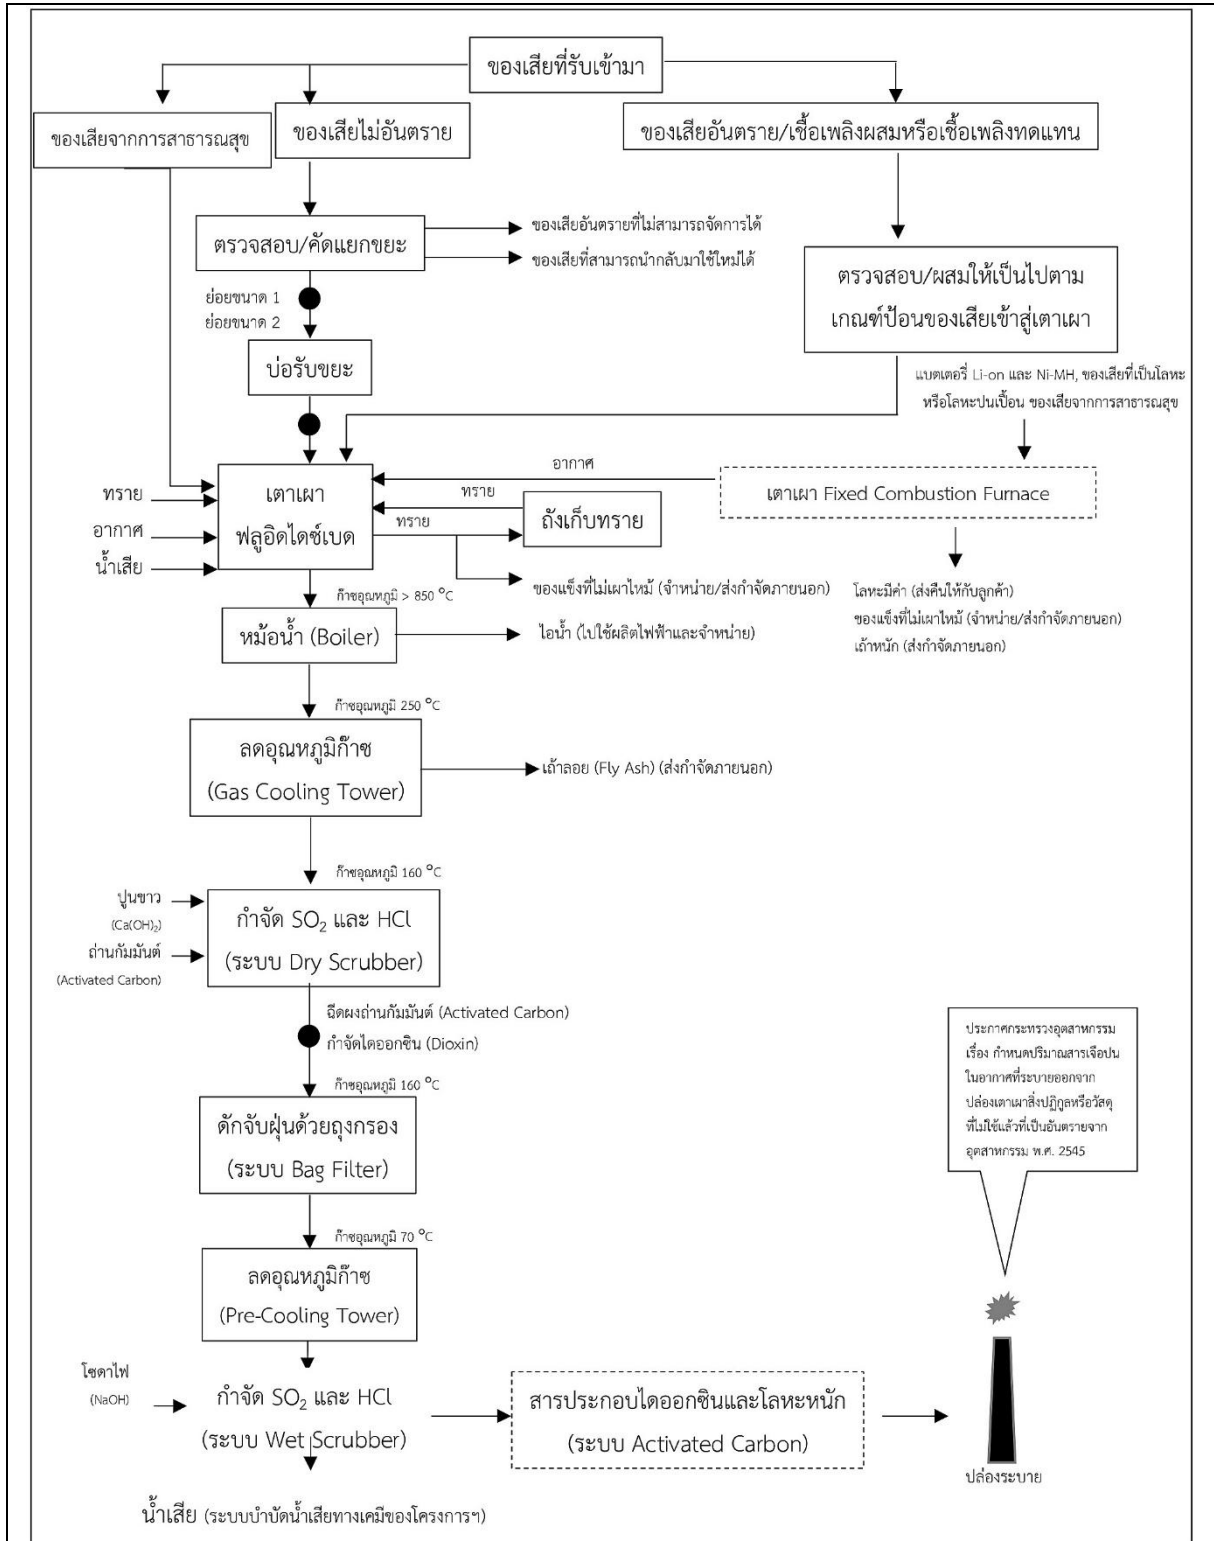 ของเสียที่รับเข้ามา
ของเสียจากการสาธารณสุข
ของเสียไม่อันตราย
ของเสียอันตราย/เชื้อเพลิงผสมหรือเชื้อเพลิงทดแทน
ตรวจสอบ/คัดแยกขยะ
ของเสียอันตรายที่ไม่สามารถจัดการได้
ของเสียที่สามารถนำกลับมาใช้ใหม่ได้
ตรวจสอบ/ผสมให้เป็นไปตาม
เกณฑ์ป้อนของเสียเข้าสู่เตาเผา
ย่อยขนาด 1
ย่อยขนาด 2
บ่อรับขยะ
แบตเตอรี่ Li-on และ Ni-MH, ของเสียที่เป็นโลหะ
หรือโลหะปนเปื้อน ของเสียจากการสาธารณสุข
อากาศ
เตาเผา Fixed Combustion Furnace
ทราย
อากาศ
น้ำเสีย
เตาเผา
ฟลูอิดไดซ์เบด
ทราย
ทราย
ถังเก็บทราย
ของแข็งที่ไม่เผาไหม้ (จำหน่าย/ส่งกำจัดภายนอก)
โลหะมีค่า (ส่งคืนให้กับลูกค้า)
ของแข็งที่ไม่เผาไหม้ (จำหน่าย/ส่งกำจัดภายนอก)
เถ้าหนัก (ส่งกำจัดภายนอก)
ก๊าซอุณหภูมิ > 850 °C
หม้อน้ำ (Boiler)
ไอน้ำ (ไปใช้ผลิตไฟฟ้าและจำหน่าย)
ก๊าซอุณหภูมิ 250 °C
ลดอุณหภูมิก๊าซ
(Gas Cooling Tower)
เถ้าลอย (Fly Ash) (ส่งกำจัดภายนอก)
ก๊าซอุณหภูมิ 160 °C
ปูนขาว
(Ca(OH)₂)
ถ่านกัมมันต์
(Activated Carbon)
กำจัด SO₂ และ HCl
(ระบบ Dry Scrubber)
ฉีดผงถ่านกัมมันต์ (Activated Carbon)
กำจัดไดออกซิน (Dioxin)
ก๊าซอุณหภูมิ 160 °C
ดักจับฝุ่นด้วยถุงกรอง
(ระบบ Bag Filter)
ก๊าซอุณหภูมิ 70 °C
ลดอุณหภูมิก๊าซ
(Pre-Cooling Tower)
ประกาศกระทรวงอุตสาหกรรม
เรื่อง กำหนดปริมาณสารเจือปน
ในอากาศที่ระบายออกจาก
ปล่องเตาเผาสิ่งปฏิกูลหรือวัสดุ
ที่ไม่ใช้แล้วที่เป็นอันตรายจาก
อุตสาหกรรม พ.ศ. 2545
โซดาไฟ
(NaOH)
กำจัด SO₂ และ HCl
(ระบบ Wet Scrubber)
สารประกอบไดออกซินและโลหะหนัก
(ระบบ Activated Carbon)
ปล่องระบาย
น้ำเสีย (ระบบบำบัดน้ำเสียทางเคมีของโครงการฯ)